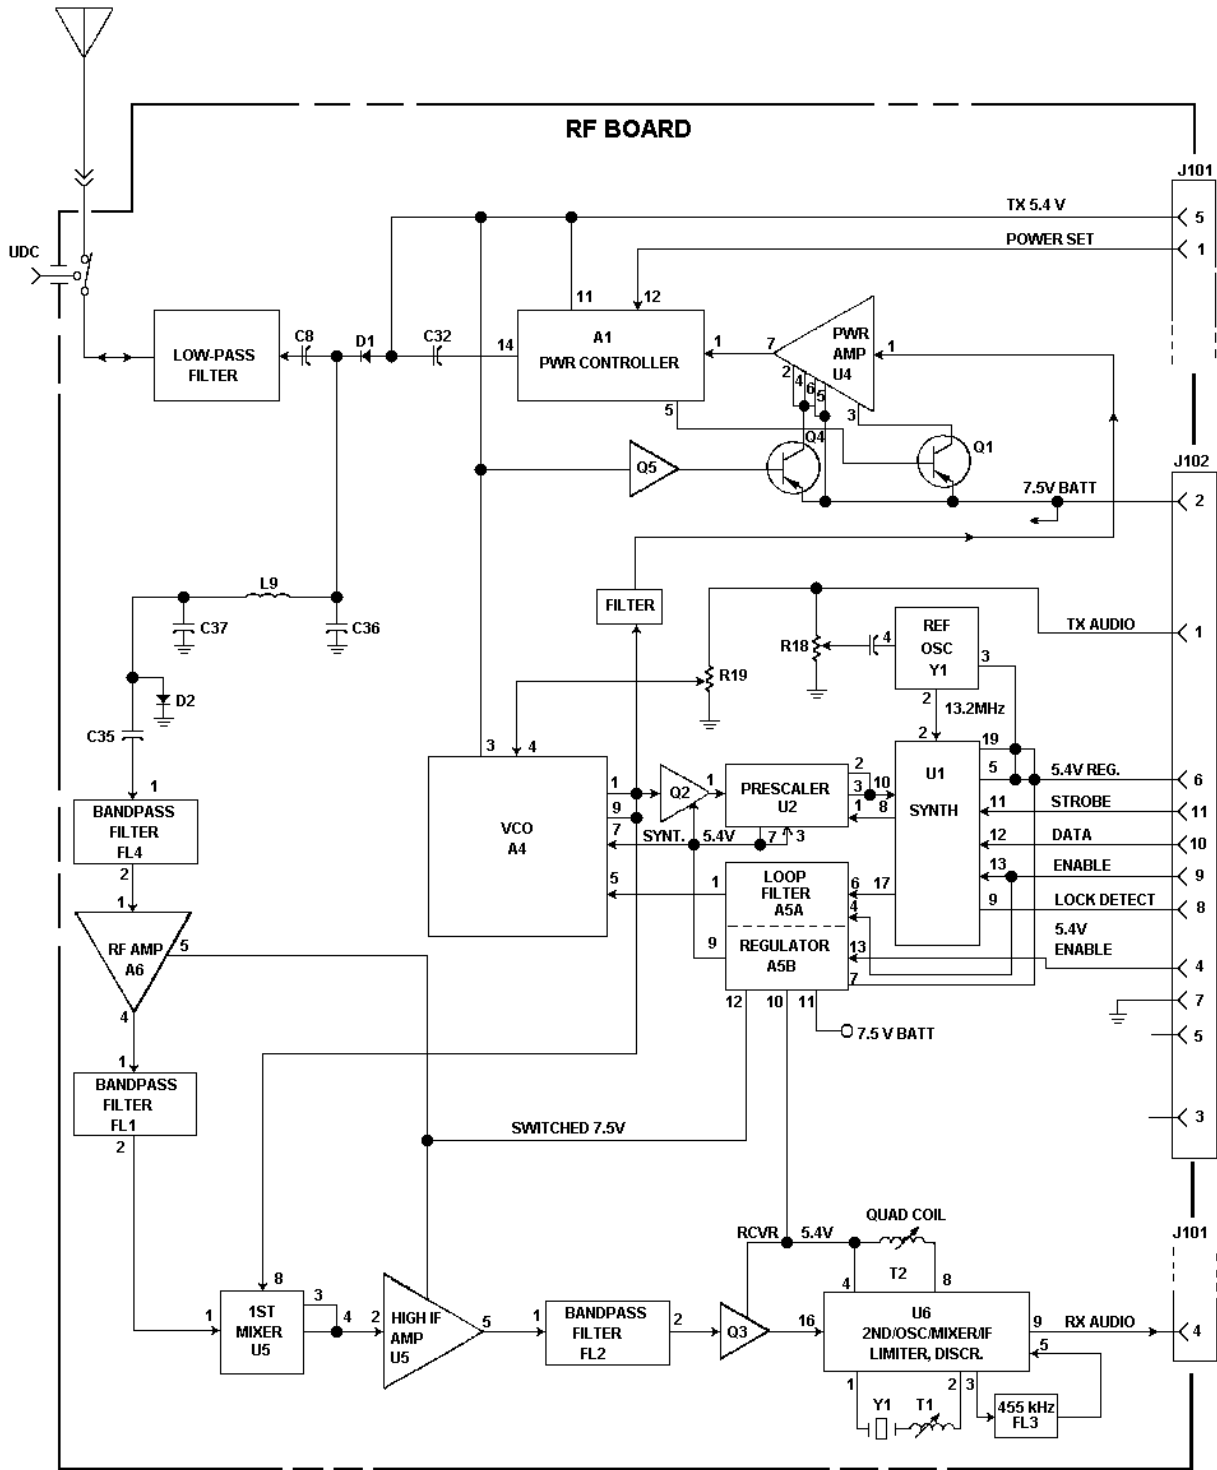 RF BOARD
J101
TX 5.4 V
5
UDC
POWER SET
1
11
12
C8
D1
C32
14
A1
PWR CONTROLLER
1
7
PWR
AMP
U4
1
LOW-PASS
FILTER
2
4
6
5
3
5
Q4
Q1
Q5
J102
7.5V BATT
2
L9
FILTER
C37
C36
R18
4
REF
OSC
Y1
3
TX AUDIO
1
R19
D2
2
13.2MHz
C35
3
4
2
19
1
VCO
A4
1
9
7
5
Q2
1
PRESCALER
U2
2
3
1
10
8
U1
SYNTH
5
5.4V REG.
6
11
STROBE
11
SYNT.
5.4V
7
3
12
DATA
10
BANDPASS
FILTER
FL4
2
13
ENABLE
9
1
LOOP
FILTER
A5A
6
4
17
9
LOCK DETECT
8
1
RF AMP
A6
5
4
9
REGULATOR
A5B
13
7
5.4V
ENABLE
4
12
10
11
7
7.5 V BATT
5
1
BANDPASS
FILTER
FL1
2
SWITCHED 7.5V
3
QUAD COIL
RCVR
5.4V
J101
T2
4
8
8
1
1ST
MIXER
U5
3
4
2
HIGH IF
AMP
U5
5
1
BANDPASS
FILTER
FL2
2
Q3
16
U6
2ND/OSC/MIXER/IF
LIMITER, DISCR.
9
RX AUDIO
4
5
1
2
3
Y1
T1
455 kHz
FL3